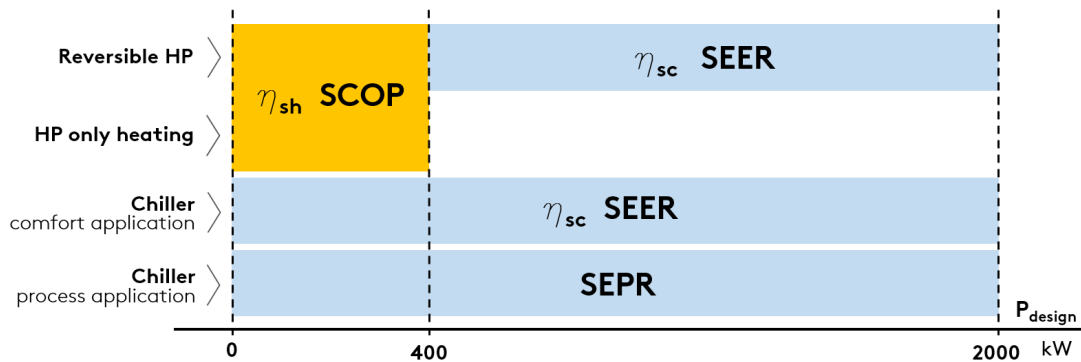 Reversible HP
ηsc SEER
ηsh SCOP
HP only heating
Chiller
comfort application
ηsc SEER
Chiller
process application
SEPR
Pdesign
0 400 2000 kW